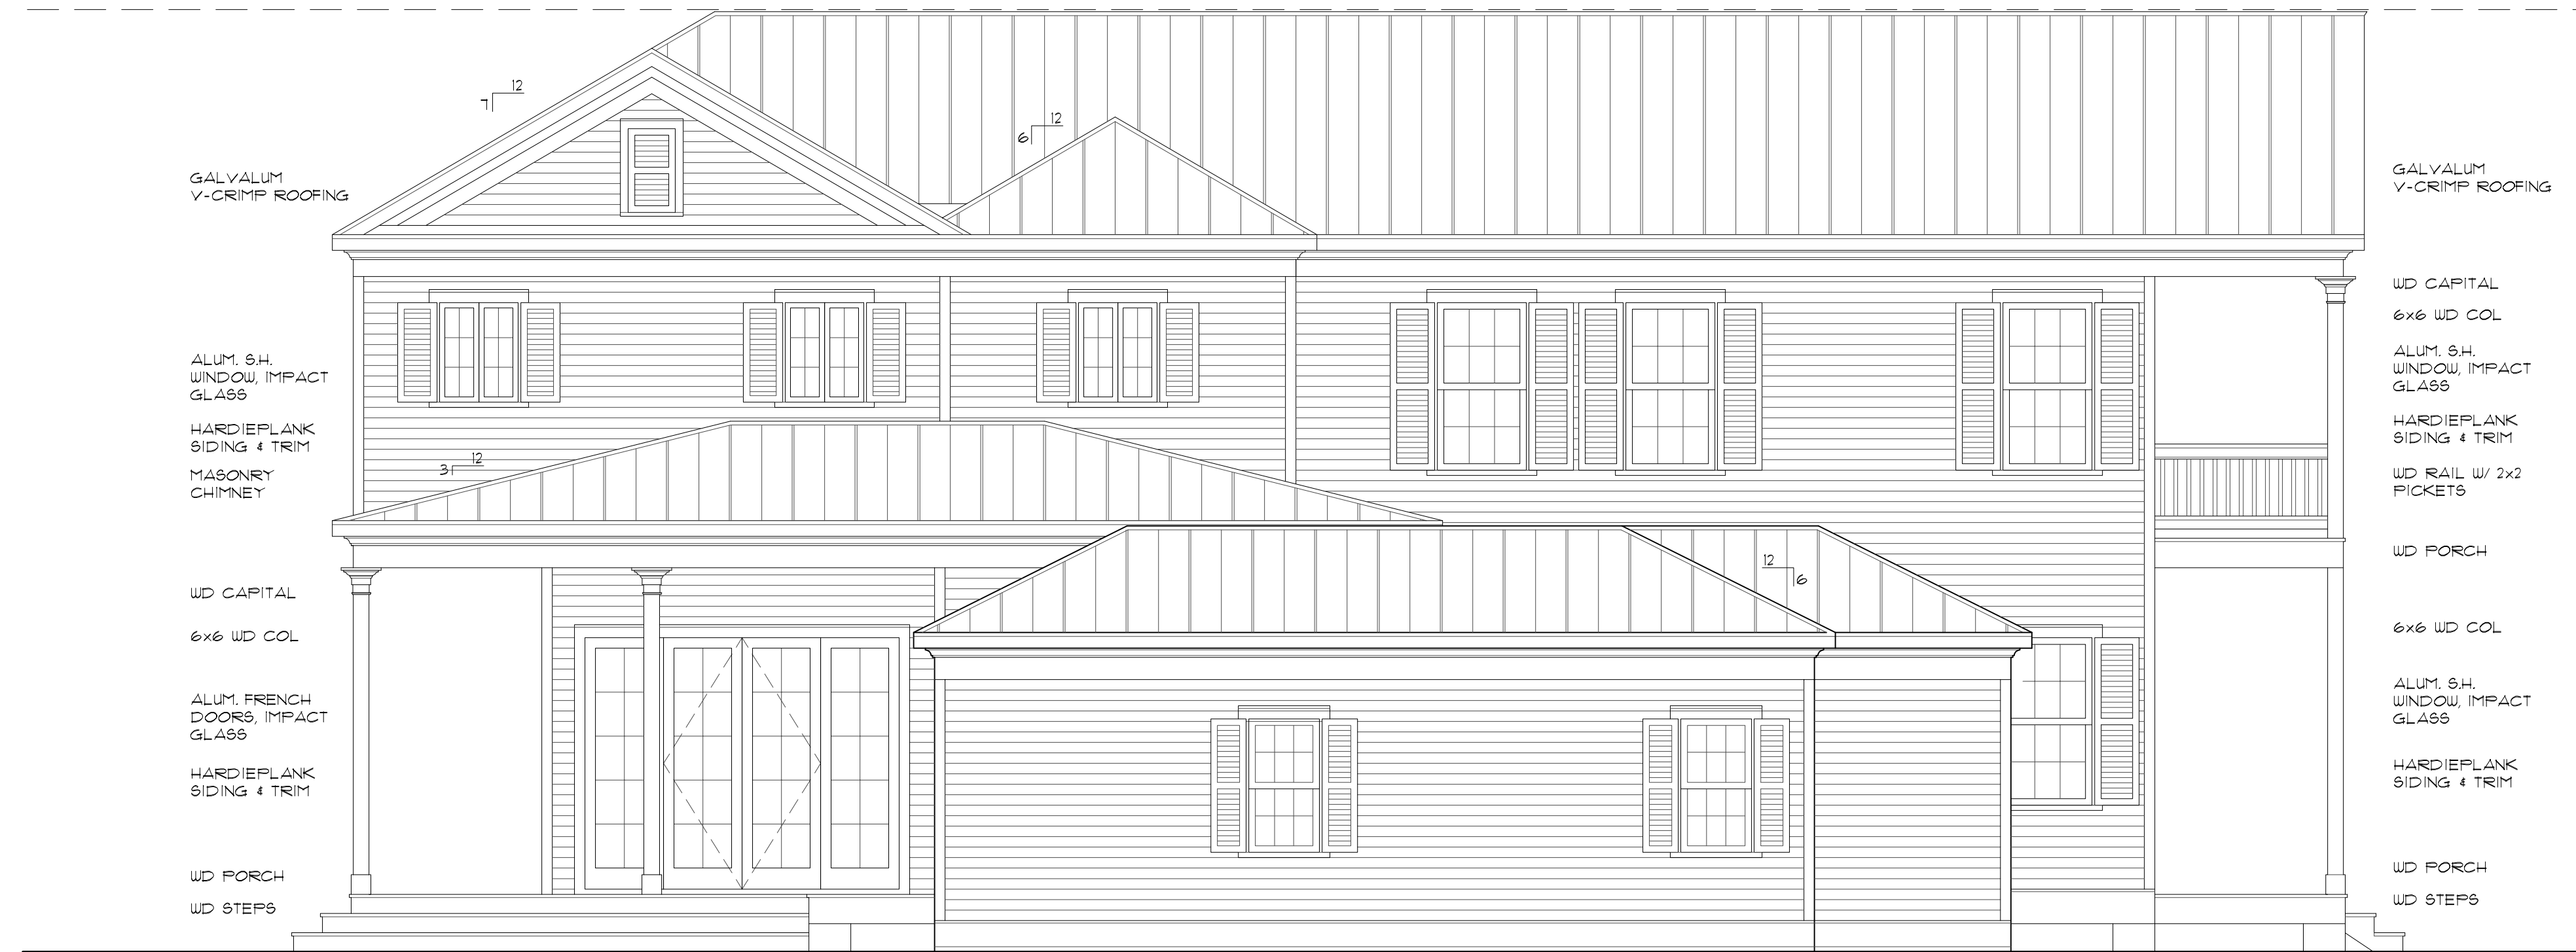 12
7
12
6
GALVALUM
V-CRIMP ROOFING
ALUM. S.H.
WINDOW, IMPACT
GLASS
HARDIEPLANK
SIDING & TRIM
MASONRY
CHIMNEY
12
3
WD CAPITAL
6x6 WD COL
ALUM. FRENCH
DOORS, IMPACT
GLASS
HARDIEPLANK
SIDING & TRIM
WD PORCH
WD STEPS
12
6
GALVALUM
V-CRIMP ROOFING
WD CAPITAL
6x6 WD COL
ALUM. S.H.
WINDOW, IMPACT
GLASS
HARDIEPLANK
SIDING & TRIM
WD RAIL W/ 2x2
PICKETS
WD PORCH
6x6 WD COL
ALUM. S.H.
WINDOW, IMPACT
GLASS
HARDIEPLANK
SIDING & TRIM
WD PORCH
WD STEPS